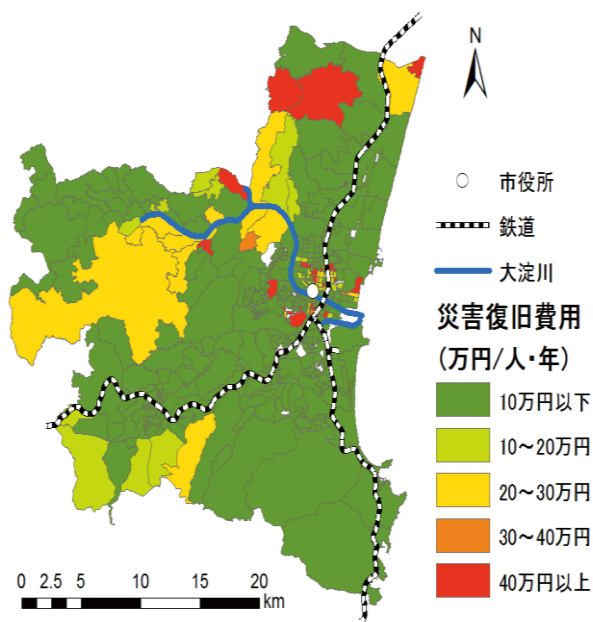 N
市役所
鉄道
大淀川
災害復旧費用
(万円/人・年)
10万円以下
10～20万円
20～30万円
30～40万円
40万円以上
0 2.5 5 10 15 20
km